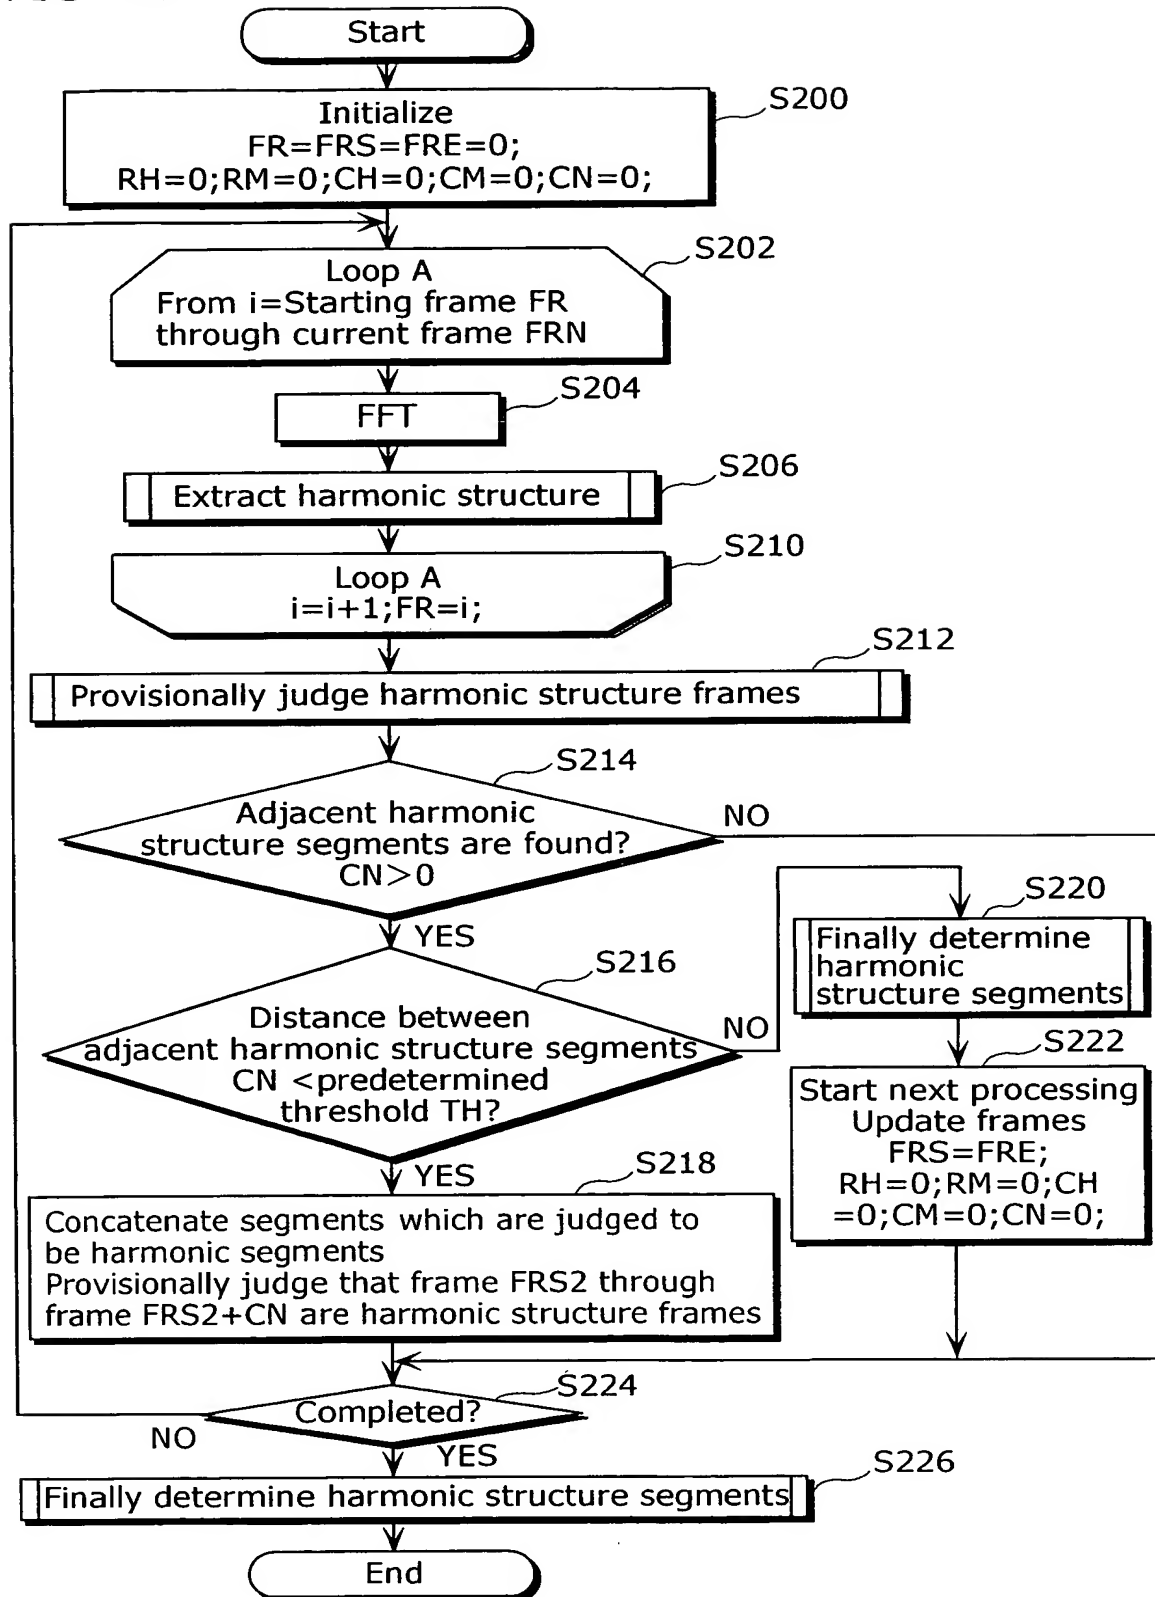 Start
S200
Initialize
FR=FRS=FRE=0;
RH=0;RM=0;CH=0;CM=0;CN=0;
S202
Loop A
From i=Starting frame FR
through current frame FRN
S204
FFT
S206
Extract harmonic structure
S210
Loop A
i=i+1;FR=i;
S212
Provisionally judge harmonic structure frames
S214
Adjacent harmonic
structure segments are found?
CN>0
NO
YES
S216
Distance between
adjacent harmonic structure segments
CN <predetermined
threshold TH?
NO
YES
S220
Finally determine
harmonic
structure segments
S222
Start next processing
Update frames
FRS=FRE;
RH=0;RM=0;CH
=0;CM=0;CN=0;
S218
Concatenate segments which are judged to
be harmonic segments
Provisionally judge that frame FRS2 through
frame FRS2+CN are harmonic structure frames
S224
Completed?
NO
YES
S226
Finally determine harmonic structure segments
End